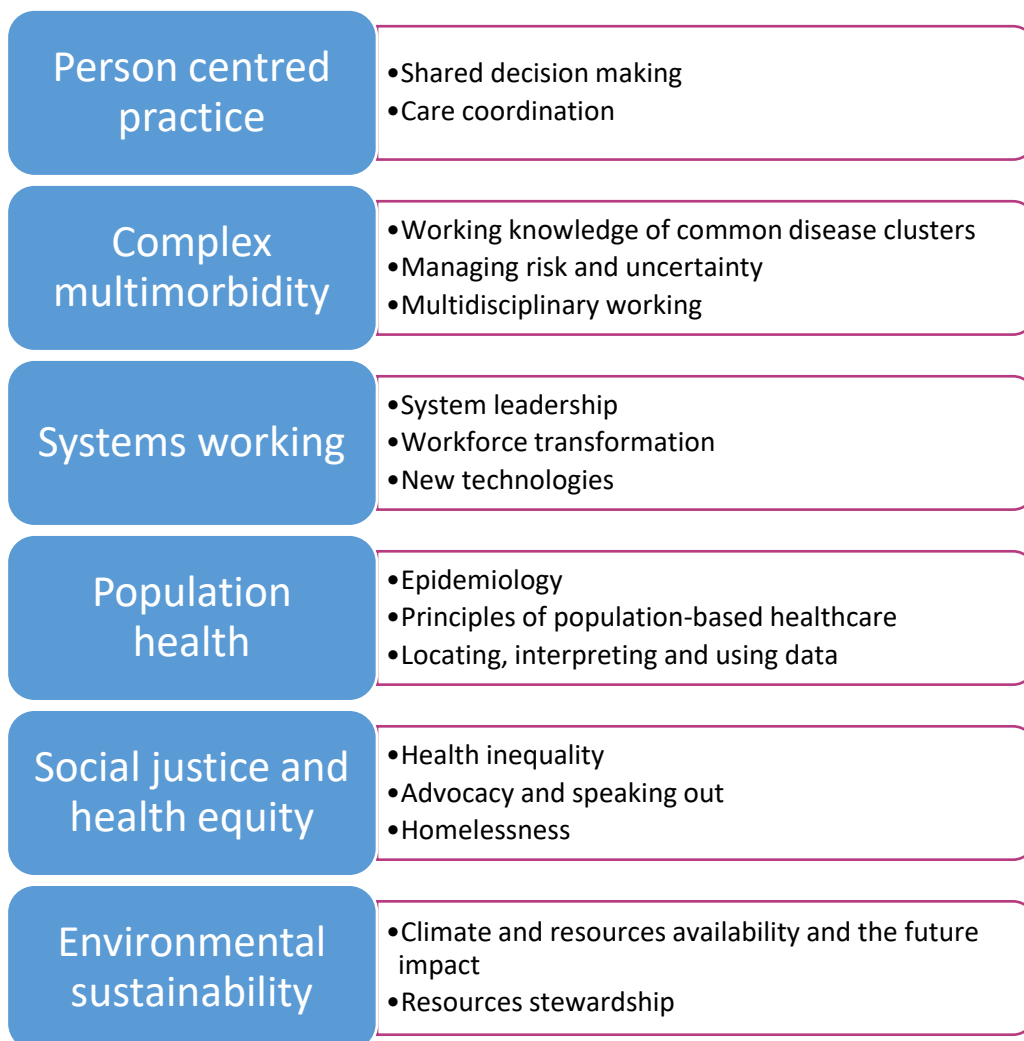 Person centred
practice
•Shared decision making
•Care coordination
Complex
multimorbidity
•Working knowledge of common disease clusters
•Managing risk and uncertainty
•Multidisciplinary working
Systems working
•System leadership
•Workforce transformation
•New technologies
Population
health
•Epidemiology
•Principles of population-based healthcare
•Locating, interpreting and using data
Social justice and
health equity
•Health inequality
•Advocacy and speaking out
•Homelessness
Environmental
sustainability
•Climate and resources availability and the future
impact
•Resources stewardship